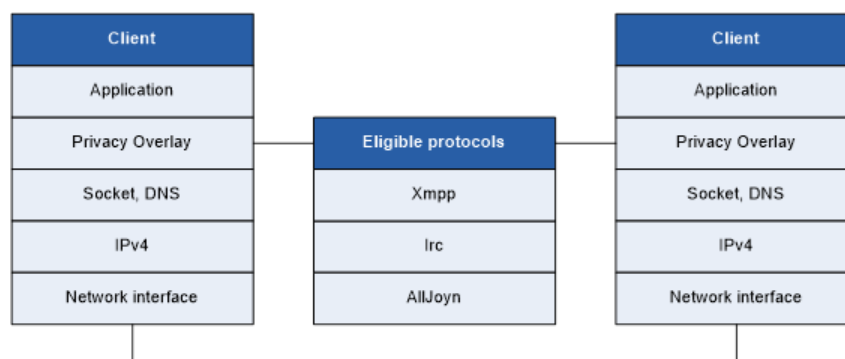 Client
Application
Privacy Overlay
Socket, DNS
IPv4
Network interface
Eligible protocols
Xmpp
Irc
AllJoyn
Client
Application
Privacy Overlay
Socket, DNS
IPv4
Network interface